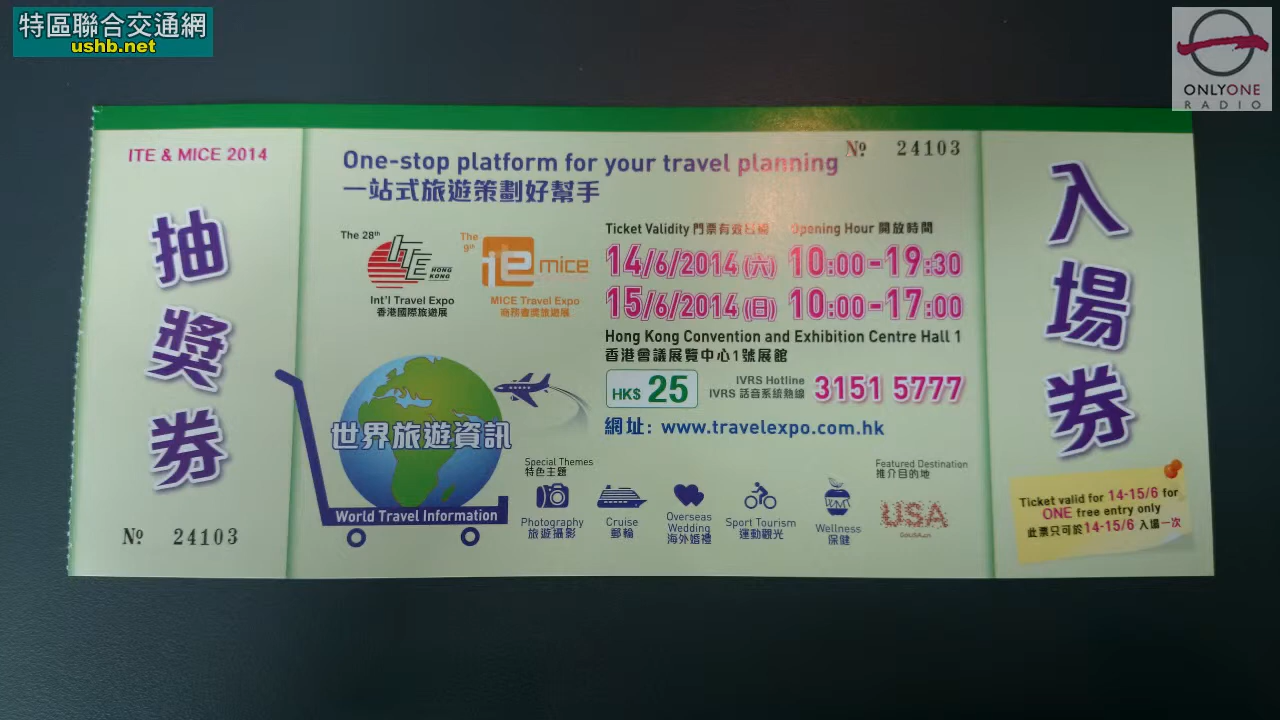 特區聯合交通網
ushb.net
ONLYONE
RADIO
ITE & MICE 2014
抽獎券
Nº 24103
One-stop platform for your travel planning
一站式旅遊策劃好幫手
Nº 24103
The 28th
ITE HONG KONG
Int'l Travel Expo
香港國際旅遊展
The 9th
ite mice
MICE Travel Expo
商務會獎旅遊展
Ticket Validity 門票有效日期 Opening Hour 開放時間
14/6/2014 (六) 10:00-19:30
15/6/2014 (日) 10:00-17:00
Hong Kong Convention and Exhibition Centre Hall 1
香港會議展覽中心1號展館
HK$ 25
IVRS Hotline
IVRS 話音系統熱線
3151 5777
網址: www.travelexpo.com.hk
世界旅遊資訊
World Travel Information
Special Themes
特色主題
Photography
旅遊攝影
Cruise
郵輪
Overseas
Wedding
海外婚禮
Sport Tourism
運動觀光
Wellness
保健
Featured Destination
推介目的地
USA
入場券
Ticket valid for 14-15/6 for
ONE free entry only
此票只可於14-15/6 入場一次